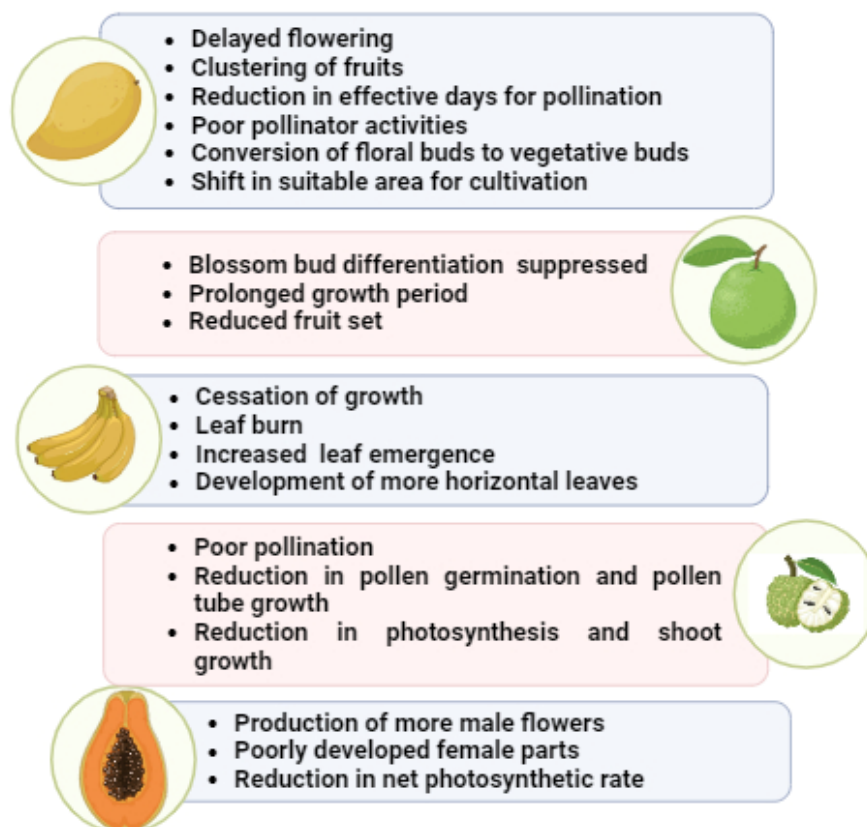 • Delayed flowering
• Clustering of fruits
• Reduction in effective days for pollination
• Poor pollinator activities
• Conversion of floral buds to vegetative buds
• Shift in suitable area for cultivation
• Blossom bud differentiation suppressed
• Prolonged growth period
• Reduced fruit set
• Cessation of growth
• Leaf burn
• Increased leaf emergence
• Development of more horizontal leaves
• Poor pollination
• Reduction in pollen germination and pollen
tube growth
• Reduction in photosynthesis and shoot
growth
• Production of more male flowers
• Poorly developed female parts
• Reduction in net photosynthetic rate